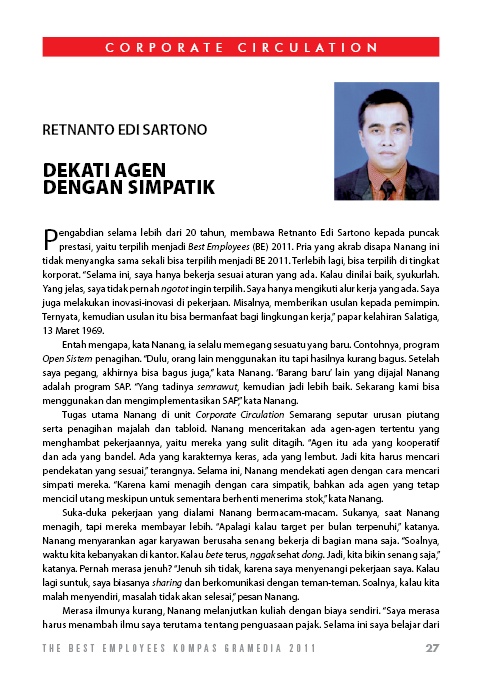 CORPORATE CIRCULATION
RETNANTO EDI SARTONO
DEKATI AGEN
DENGAN SIMPATIK
Pengabdian selama lebih dari 20 tahun, membawa Retnanto Edi Sartono kepada puncak
prestasi, yaitu terpilih menjadi Best Employees (BE) 2011. Pria yang akrab disapa Nanang ini
tidak menyangka sama sekali bisa terpilih menjadi BE 2011. Terlebih lagi, bisa terpilih di tingkat
korporat. “Selama ini, saya hanya bekerja sesuai aturan yang ada. Kalau dinilai baik, syukurlah.
Yang jelas, saya tidak pernah ngotot ingin terpilih. Saya hanya mengikuti alur kerja yang ada. Saya
juga melakukan inovasi-inovasi di pekerjaan. Misalnya, memberikan usulan kepada pemimpin.
Ternyata, kemudian usulan itu bisa bermanfaat bagi lingkungan kerja,” papar kelahiran Salatiga,
13 Maret 1969.
Entah mengapa, kata Nanang, ia selalu memegang sesuatu yang baru. Contohnya, program
Open Sistem penagihan. “Dulu, orang lain menggunakan itu tapi hasilnya kurang bagus. Setelah
saya pegang, akhirnya bisa bagus juga,” kata Nanang. ‘Barang baru’ lain yang dijajal Nanang
adalah program SAP. “Yang tadinya semrawut, kemudian jadi lebih baik. Sekarang kami bisa
menggunakan dan mengimplementasikan SAP,” kata Nanang.
Tugas utama Nanang di unit Corporate Circulation Semarang seputar urusan piutang
serta penagihan majalah dan tabloid. Nanang menceritakan ada agen-agen tertentu yang
menghambat pekerjaannya, yaitu mereka yang sulit ditagih. “Agen itu ada yang kooperatif
dan ada yang bandel. Ada yang karakternya keras, ada yang lembut. Jadi kita harus mencari
pendekatan yang sesuai,” terangnya. Selama ini, Nanang mendekati agen dengan cara mencari
simpati mereka. “Karena kami menagih dengan cara simpatik, bahkan ada agen yang tetap
mencicil utang meskipun untuk sementara berhenti menerima stok,” kata Nanang.
Suka-duka pekerjaan yang dialami Nanang bermacam-macam. Sukanya, saat Nanang
menagih, tapi mereka membayar lebih. “Apalagi kalau target per bulan terpenuhi,” katanya.
Nanang menyarankan agar karyawan berusaha senang bekerja di bagian mana saja. “Soalnya,
waktu kita kebanyakan di kantor. Kalau bete terus, nggak sehat dong. Jadi, kita bikin senang saja,”
katanya. Pernah merasa jenuh? “Jenuh sih tidak, karena saya menyenangi pekerjaan saya. Kalau
lagi suntuk, saya biasanya sharing dan berkomunikasi dengan teman-teman. Soalnya, kalau kita
malah menyendiri, masalah tidak akan selesai,” pesan Nanang.
Merasa ilmunya kurang, Nanang melanjutkan kuliah dengan biaya sendiri. “Saya merasa
harus menambah ilmu saya terutama tentang penguasaan pajak. Selama ini saya belajar dari
THE BEST EMPLOYEES KOMPAS GRAMEDIA 2011 27